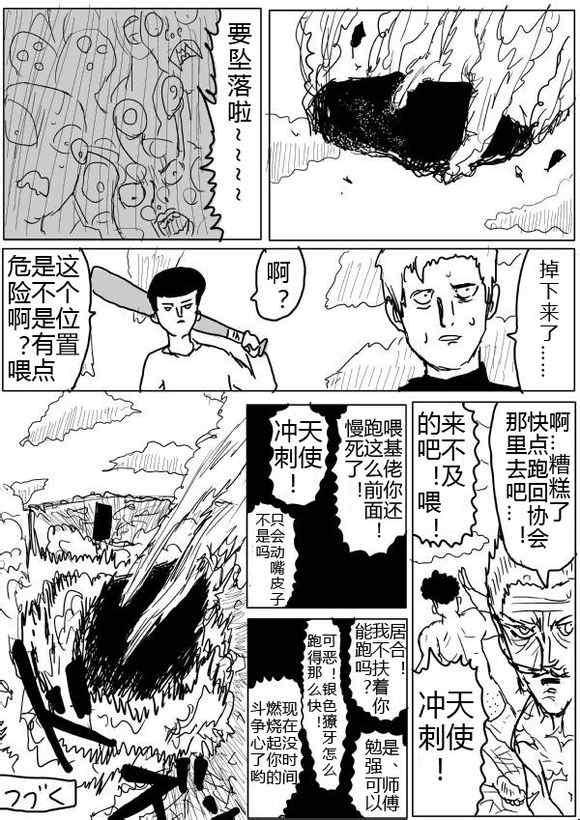 要坠落啦~~~~
掉下来了……
啊？
这个位置
是不是有点
危险啊？喂
啊…糟糕了
快点跑回协会
那里去吧…！
来不及
的吧！喂！
天使
冲刺！
喂基佬你还
跑这么前面！
慢死了！
天使
冲刺！
只会动嘴皮子
不是吗
居合！
我不扶着你
能跑吗？
是、师傅
勉强可以
可恶！银色獠牙怎么
跑得那么快！
现在没时间
燃烧起你的
斗争心了哟
つづく